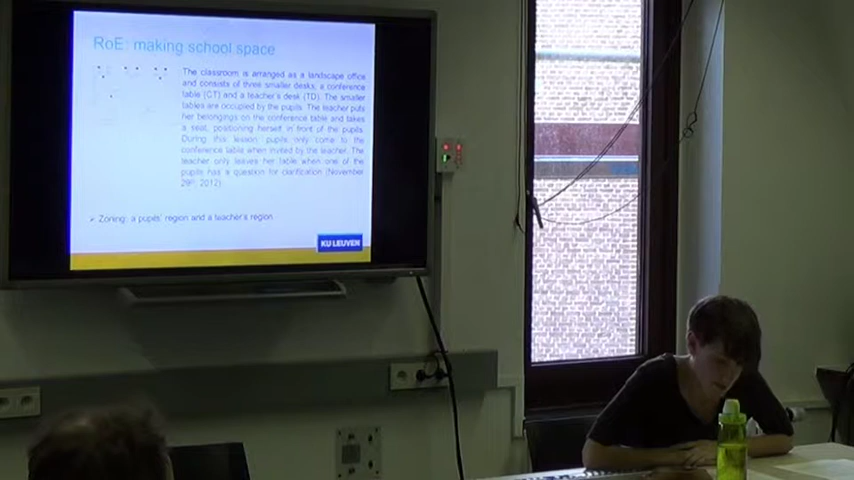 RoE: making school space
The classroom is arranged as a landscape office
and consists of three smaller desks, a conference
table (CT) and a teacher's desk (TD). The smaller
tables are occupied by the pupils. The teacher puts
her belongings on the conference table and takes
a seat, positioning herself in front of the pupils.
During this lesson, pupils only come to the
conference table when invited by the teacher. The
teacher only leaves her table when one of the
pupils has a question for clarification (November
29th, 2012).
➢ Zoning: a pupils' region and a teacher's region.
KU LEUVEN